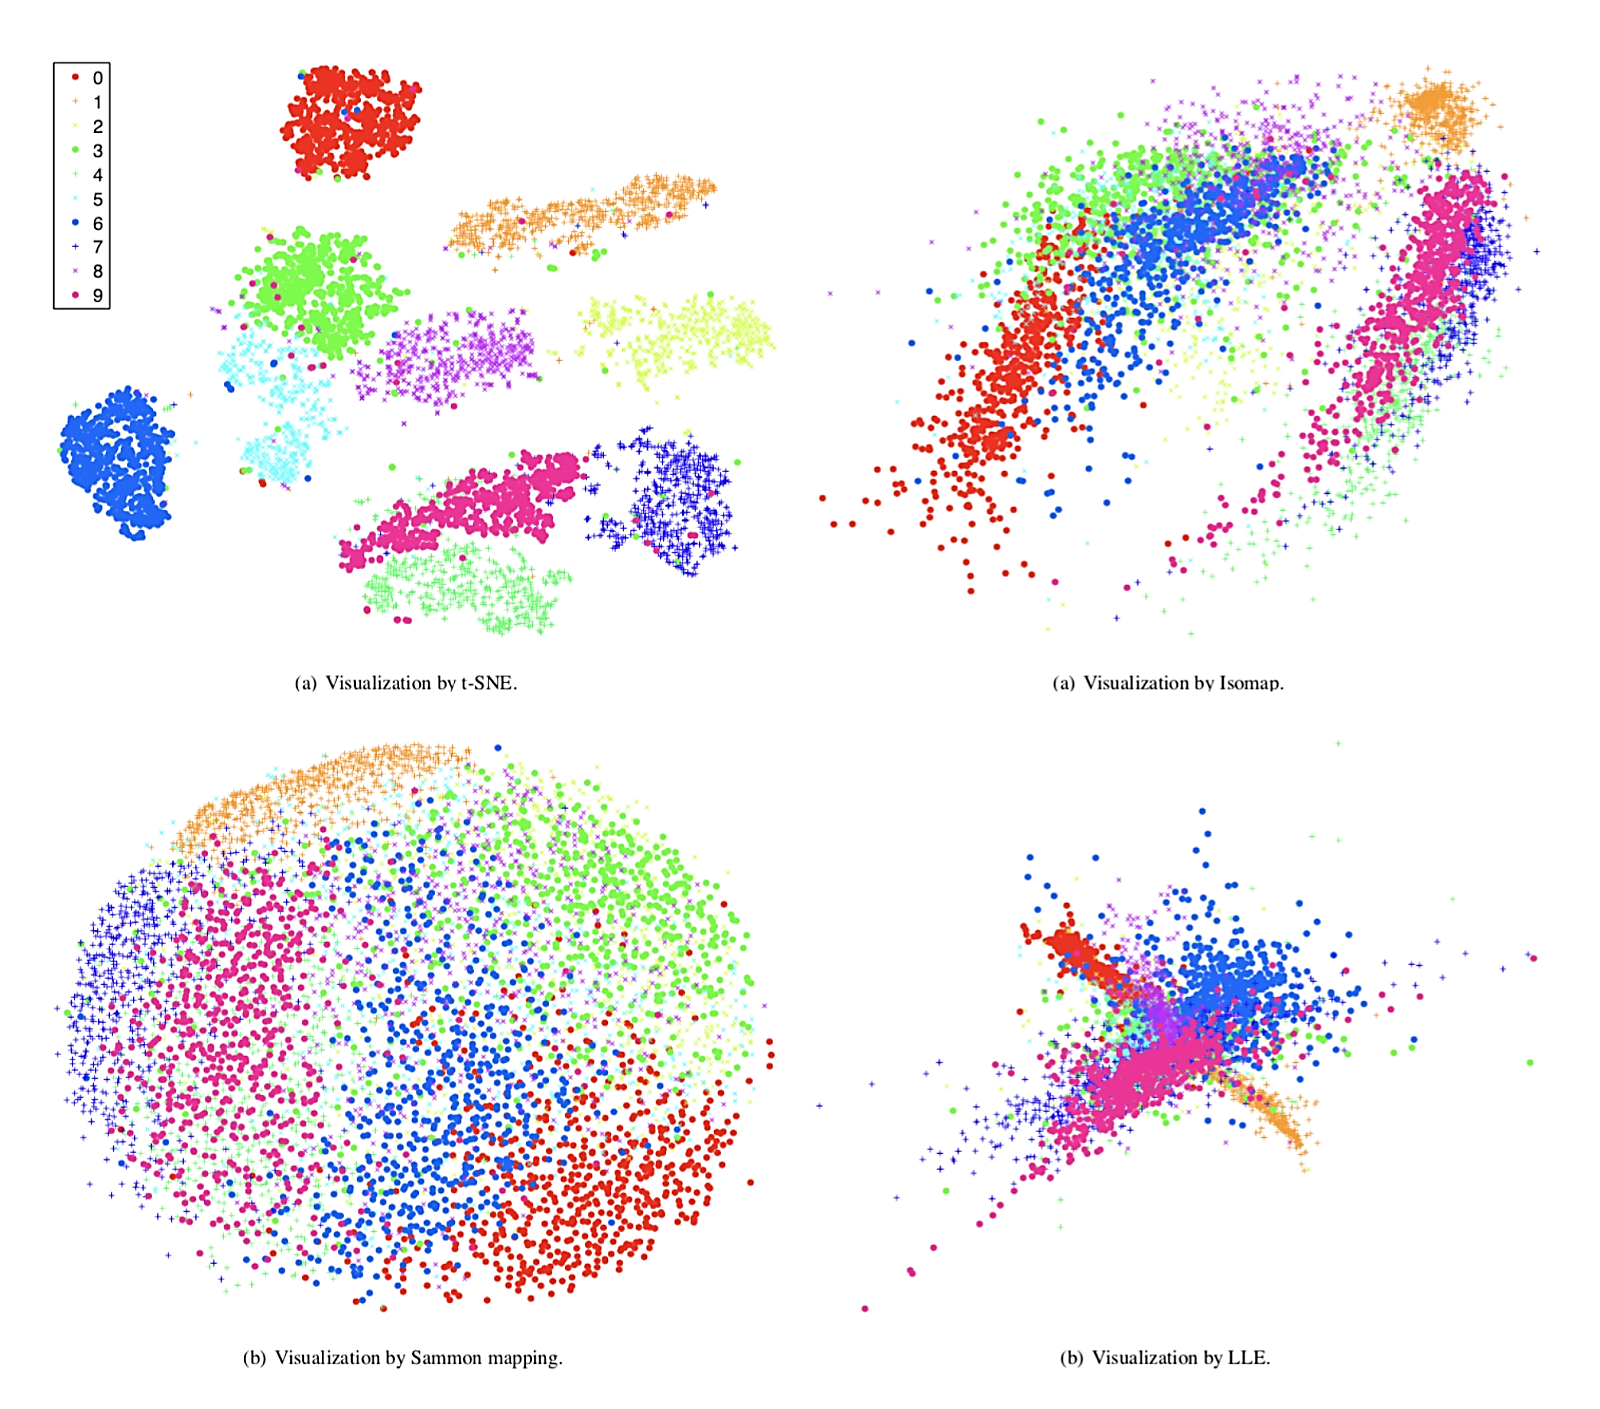 0
1
2
3
4
5
6
7
8
9
(a) Visualization by t-SNE.
(a) Visualization by Isomap.
(b) Visualization by Sammon mapping.
(b) Visualization by LLE.